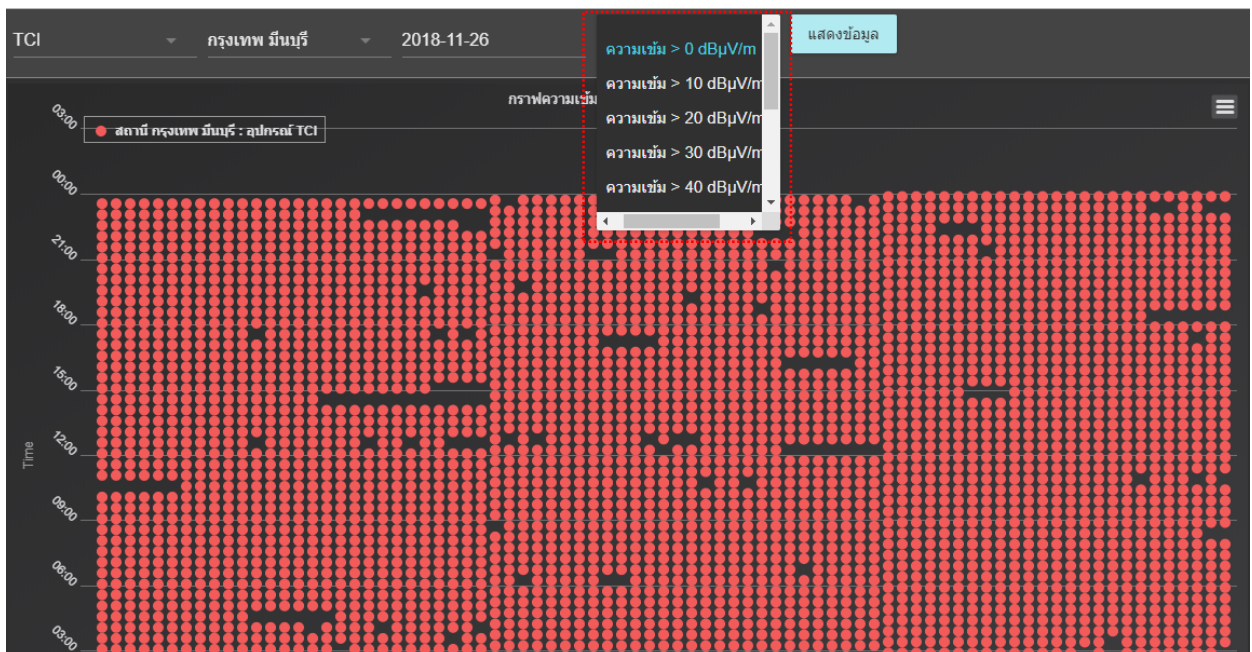 TCI
กรุงเทพ มีนบุรี
2018-11-26
แสดงข้อมูล
ความเข้ม > 0 dBµV/m
ความเข้ม > 10 dBµV/m
ความเข้ม > 20 dBµV/m
ความเข้ม > 30 dBµV/m
ความเข้ม > 40 dBµV/m
กราฟความเข้ม
สถานี กรุงเทพ มีนบุรี : อุปกรณ์ TCI
03:00
00:00
21:00
18:00
15:00
12:00
09:00
06:00
03:00
Time